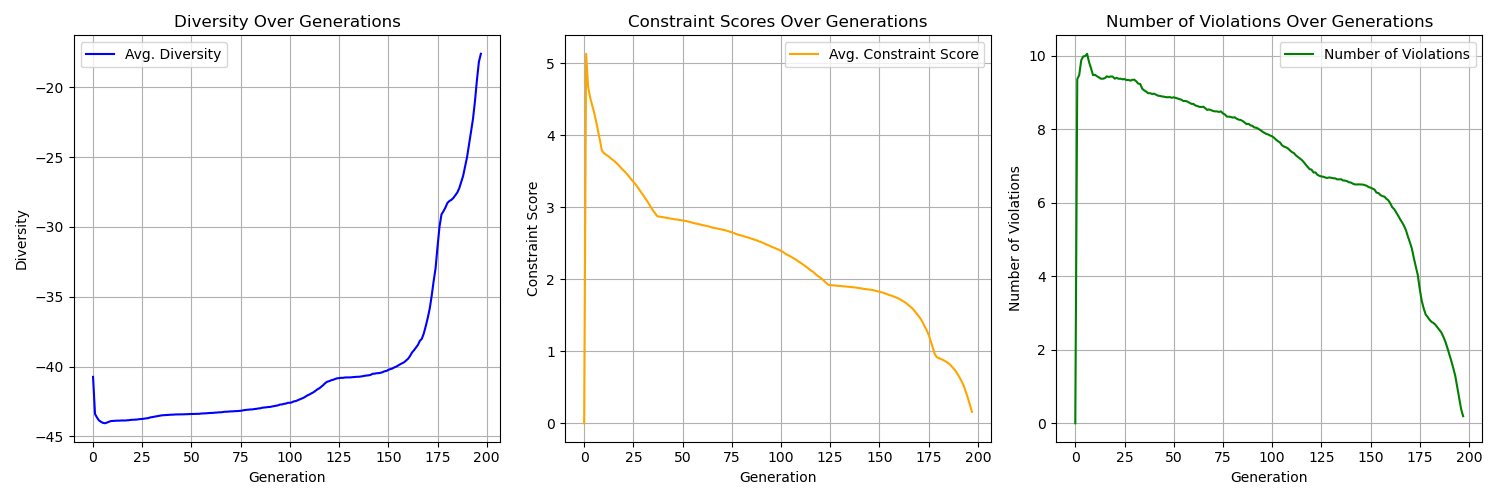 Diversity Over Generations
Avg. Diversity
Diversity
−20
−25
−30
−35
−40
−45
0 25 50 75 100 125 150 175 200
Generation
Constraint Scores Over Generations
Avg. Constraint Score
Constraint Score
5
4
3
2
1
0
0 25 50 75 100 125 150 175 200
Generation
Number of Violations Over Generations
Number of Violations
Number of Violations
10
8
6
4
2
0
0 25 50 75 100 125 150 175 200
Generation